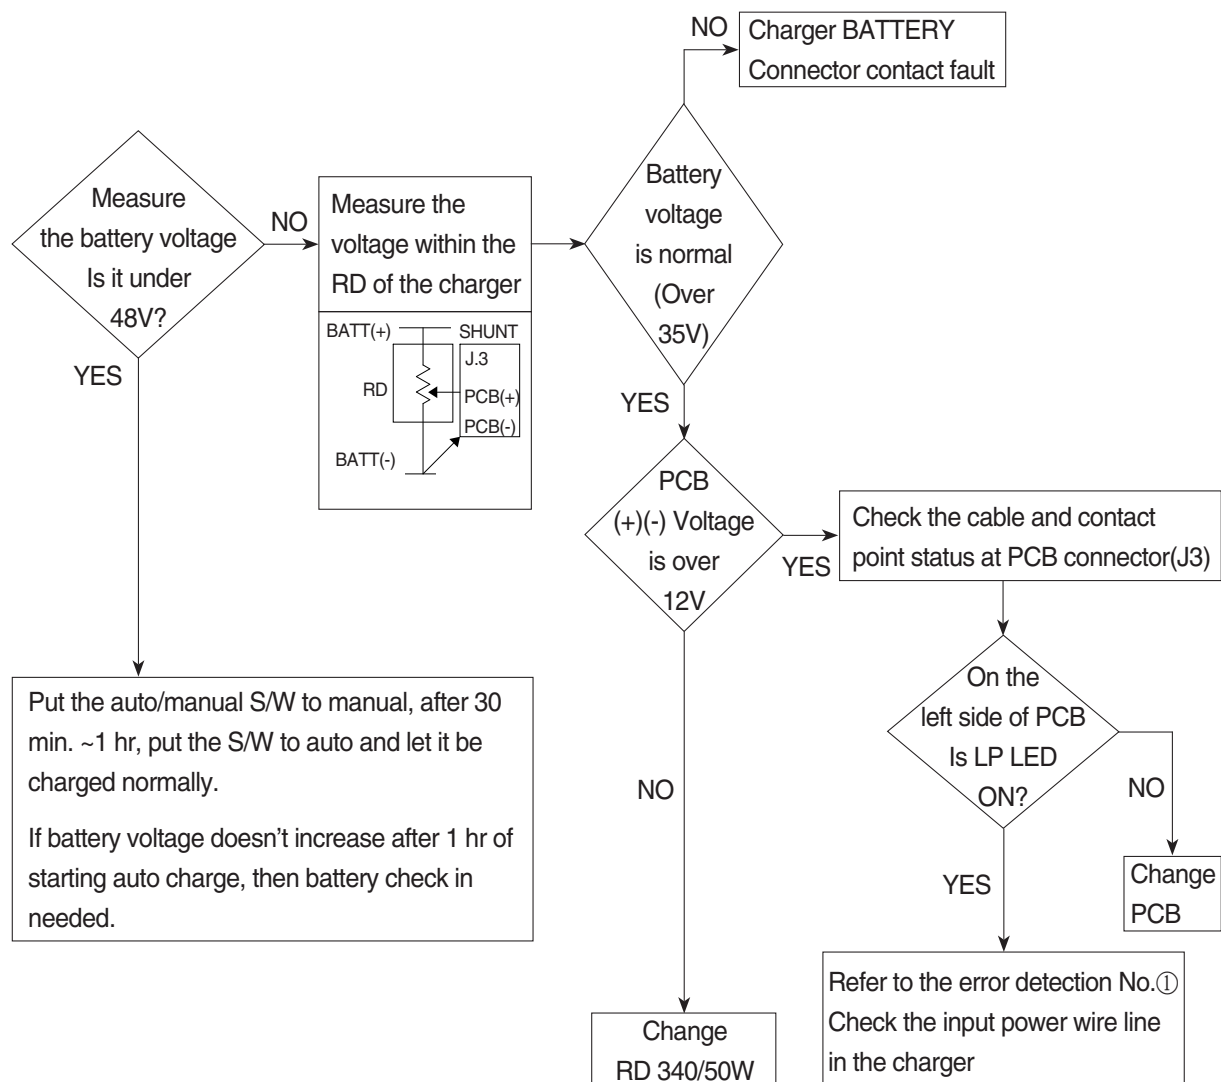 Measure
the battery voltage
Is it under
48V?
NO
YES
Measure the
voltage within the
RD of the charger
BATT(+)
SHUNT
J.3
RD
PCB(+)
PCB(-)
BATT(-)
Battery
voltage
is normal
(Over
35V)
NO
Charger BATTERY
Connector contact fault
YES
PCB
(+)(-) Voltage
is over
12V
YES
Check the cable and contact
point status at PCB connector(J3)
On the
left side of PCB
Is LP LED
ON?
NO
Change
PCB
YES
Refer to the error detection No.①
Check the input power wire line
in the charger
NO
Change
RD 340/50W
Put the auto/manual S/W to manual, after 30
min. ~1 hr, put the S/W to auto and let it be
charged normally.
If battery voltage doesn’t increase after 1 hr of
starting auto charge, then battery check in
needed.